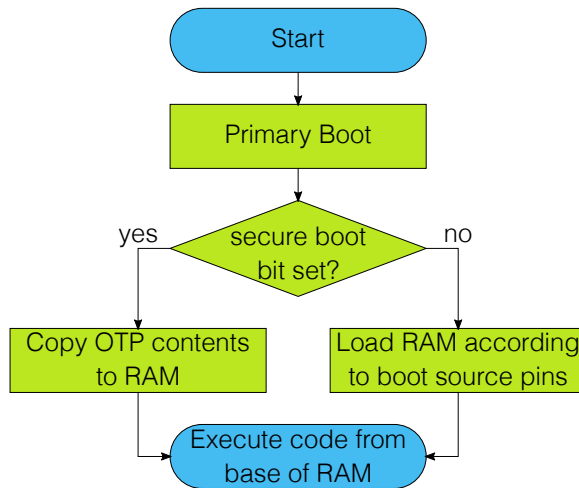 Start
Primary Boot
yes
secure boot
bit set?
no
Copy OTP contents
to RAM
Load RAM according
to boot source pins
Execute code from
base of RAM